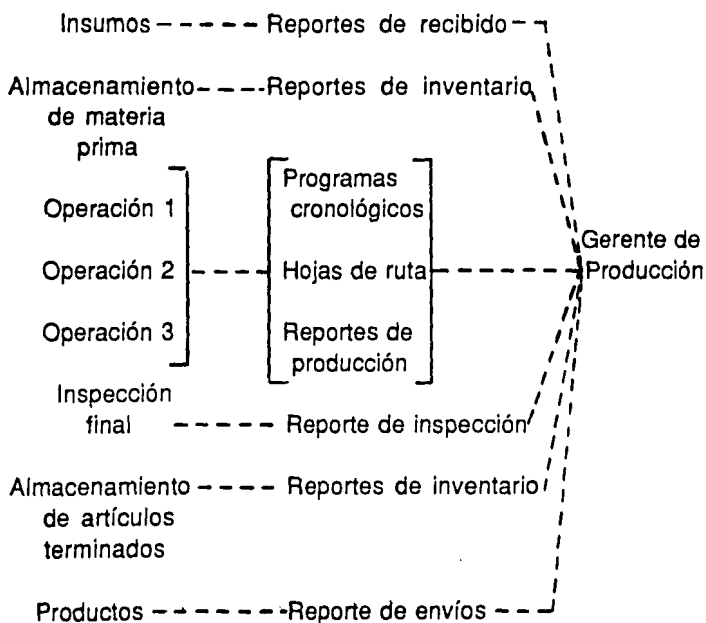 Insumos Reportes de recibido
Almacenamiento Reportes de inventario
de materia
prima
Programas
cronológicos
Operación 1
Gerente de
Operación 2 Hojas de ruta Producción
Operación 3 Reportes de
producción
Inspección
final Reporte de inspección
Almacenamiento Reportes de inventario
de artículos
terminados
Productos Reporte de envíos